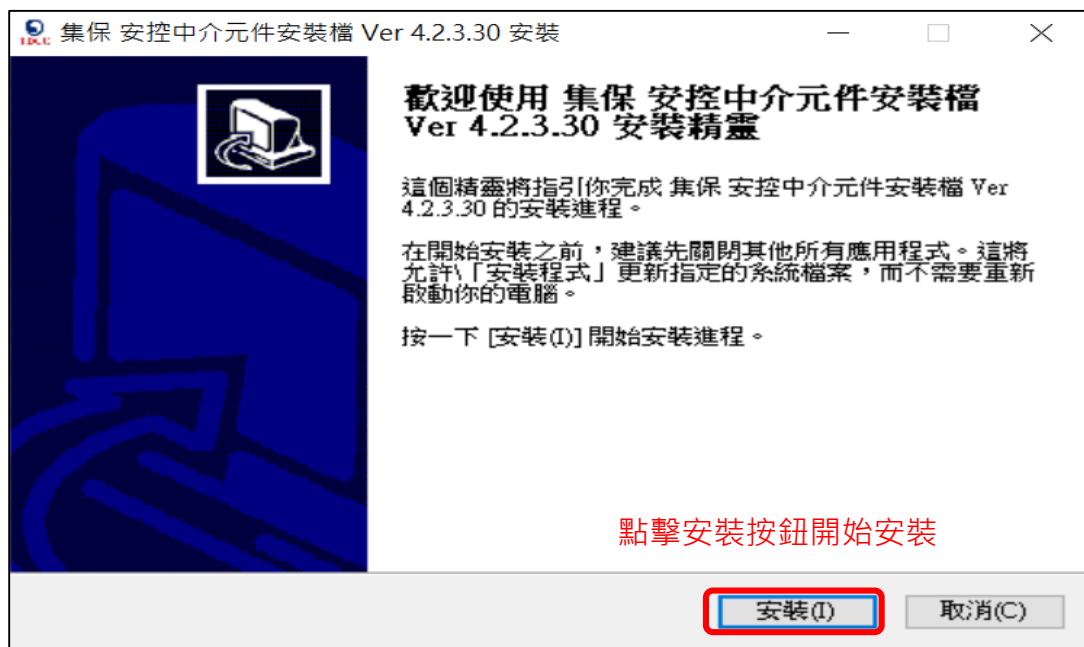 TDCC 集保 安控中介元件安裝檔 Ver 4.2.3.30 安裝
歡迎使用 集保 安控中介元件安裝檔
Ver 4.2.3.30 安裝精靈
這個精靈將指引你完成 集保 安控中介元件安裝檔 Ver
4.2.3.30 的安裝進程。
在開始安裝之前，建議先關閉其他所有應用程式。這將
允許\「安裝程式」更新指定的系統檔案，而不需要重新
啟動你的電腦。
按一下 [安裝(I)] 開始安裝進程。
點擊安裝按鈕開始安裝
安裝(I) 取消(C)